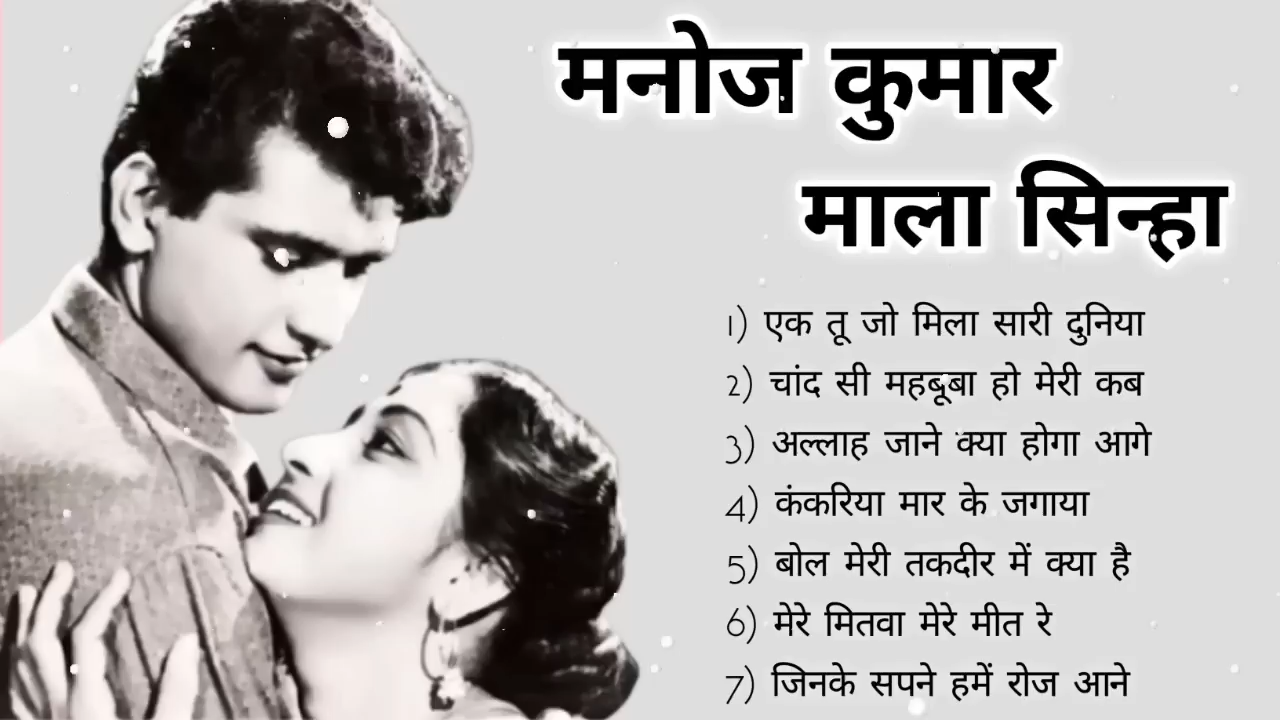 मनोज कुमार
माला सिन्हा
1) एक तू जो मिला सारी दुनिया
2) चांद सी महबूबा हो मेरी कब
3) अल्लाह जाने क्या होगा आगे
4) कंकरिया मार के जगाया
5) बोल मेरी तकदीर में क्या है
6) मेरे मितवा मेरे मीत रे
7) जिनके सपने हमें रोज आने